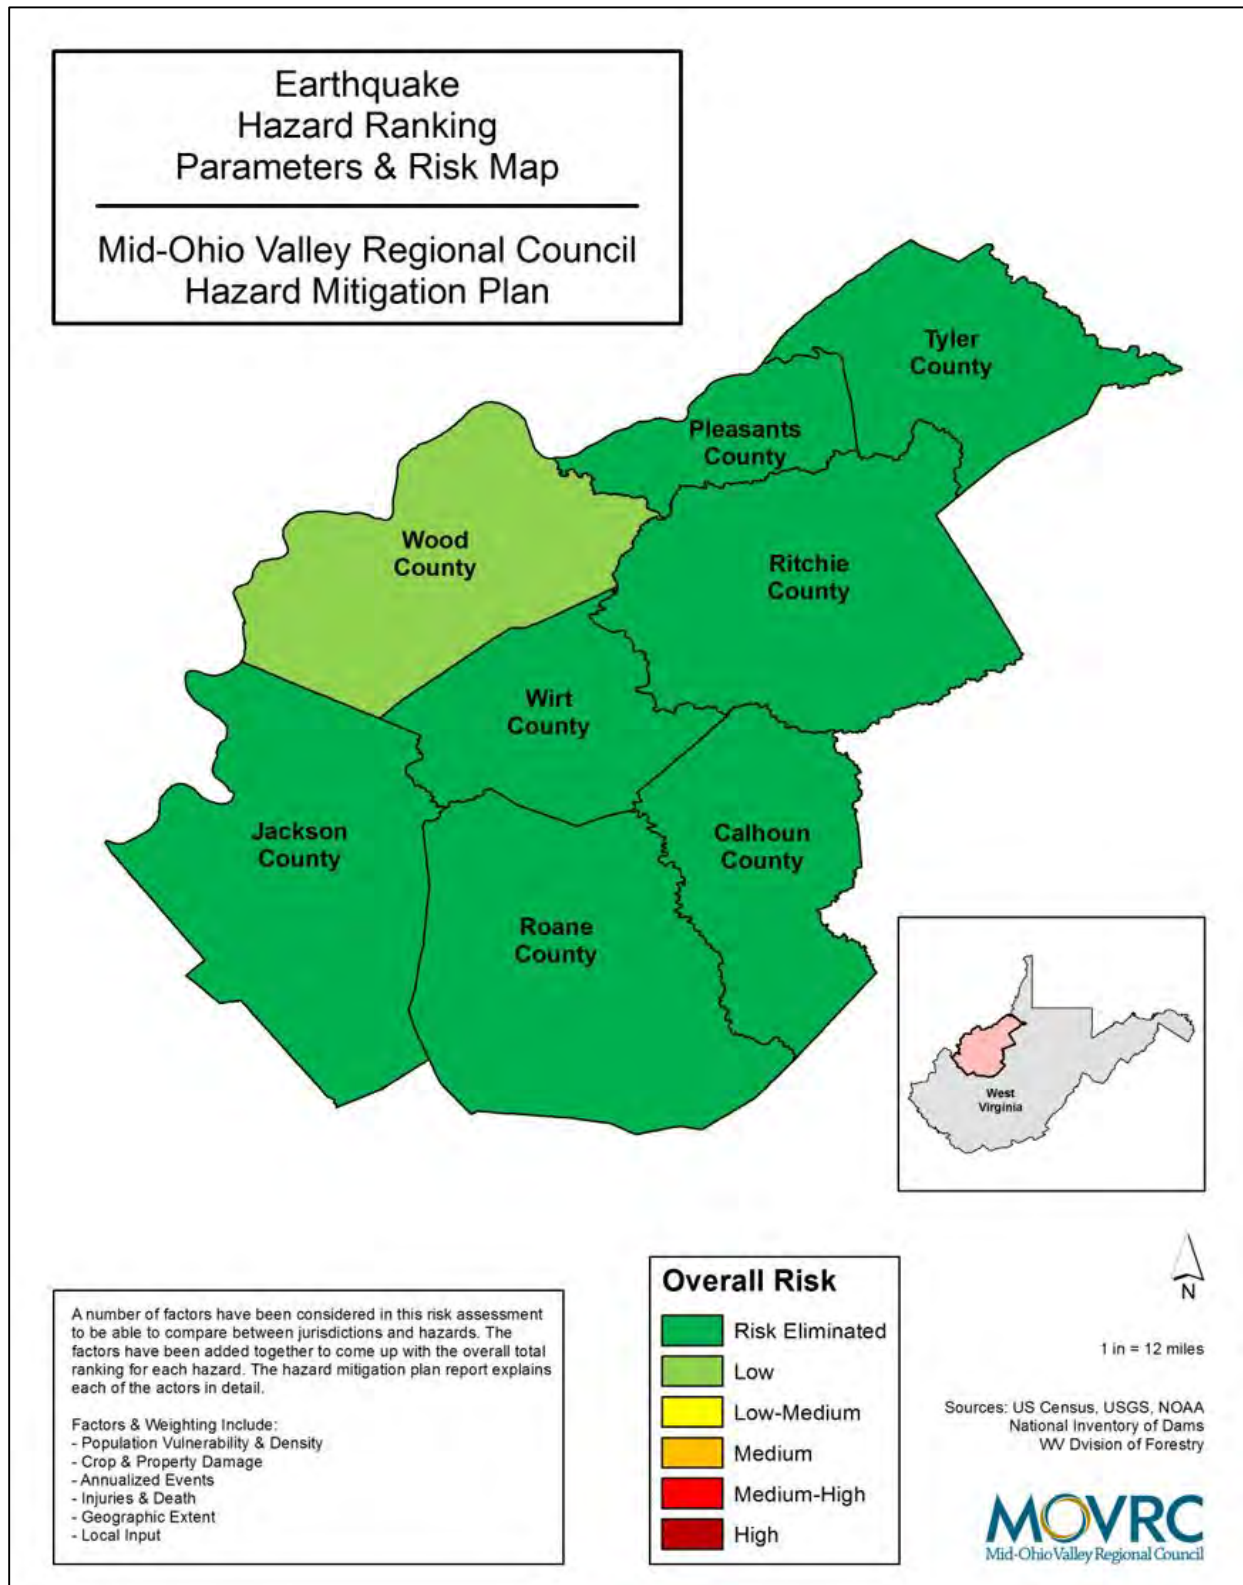 Earthquake
Hazard Ranking
Parameters & Risk Map
Mid-Ohio Valley Regional Council
Hazard Mitigation Plan
Tyler
County
Pleasants
County
Wood
County
Ritchie
County
Wirt
County
Jackson
County
Calhoun
County
Roane
County
West
Virginia
A number of factors have been considered in this risk assessment
to be able to compare between jurisdictions and hazards. The
factors have been added together to come up with the overall total
ranking for each hazard. The hazard mitigation plan report explains
each of the actors in detail.
Factors & Weighting Include:
- Population Vulnerability & Density
- Crop & Property Damage
- Annualized Events
- Injuries & Death
- Geographic Extent
- Local Input
Overall Risk
Risk Eliminated
Low
Low-Medium
Medium
Medium-High
High
N
1 in = 12 miles
Sources: US Census, USGS, NOAA
National Inventory of Dams
WV Division of Forestry
MOVRC
Mid-Ohio Valley Regional Council